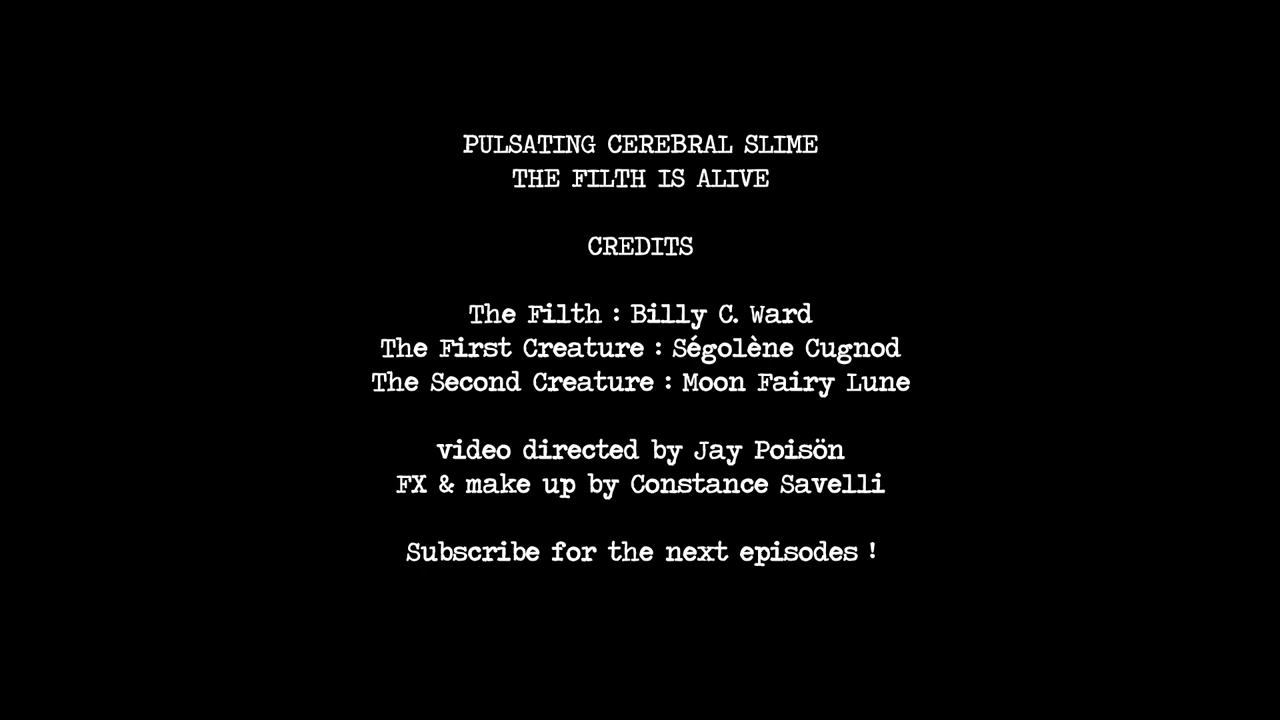 PULSATING CEREBRAL SLIME
THE FILTH IS ALIVE
CREDITS
The Filth : Billy C. Ward
The First Creature : Ségolène Cugnod
The Second Creature : Moon Fairy Lune
video directed by Jay Poisön
FX & make up by Constance Savelli
Subscribe for the next episodes !